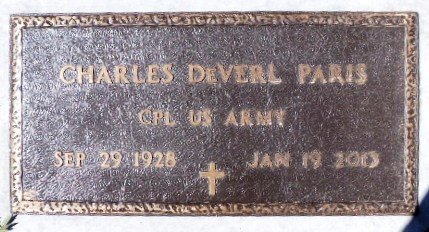 CHARLES DeVERL PARIS
CPL US ARMY
SEP 29 1928 JAN 19 2013